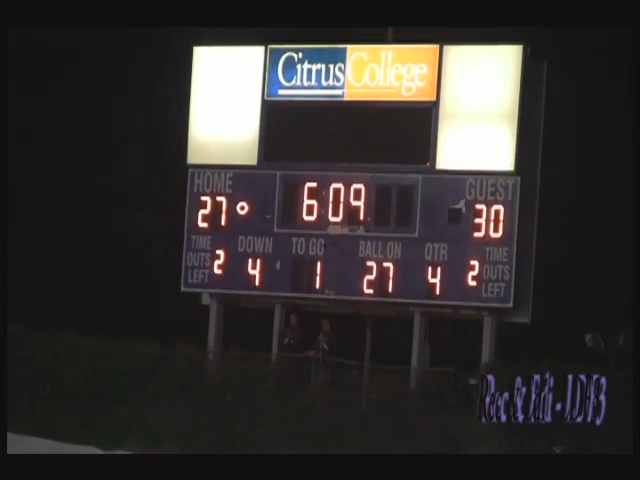 Citrus College
HOME 6:09 GUEST
27 30
TIME OUTS LEFT 2
DOWN 4
TO GO 1
BALL ON 27
QTR 4
2 TIME OUTS LEFT